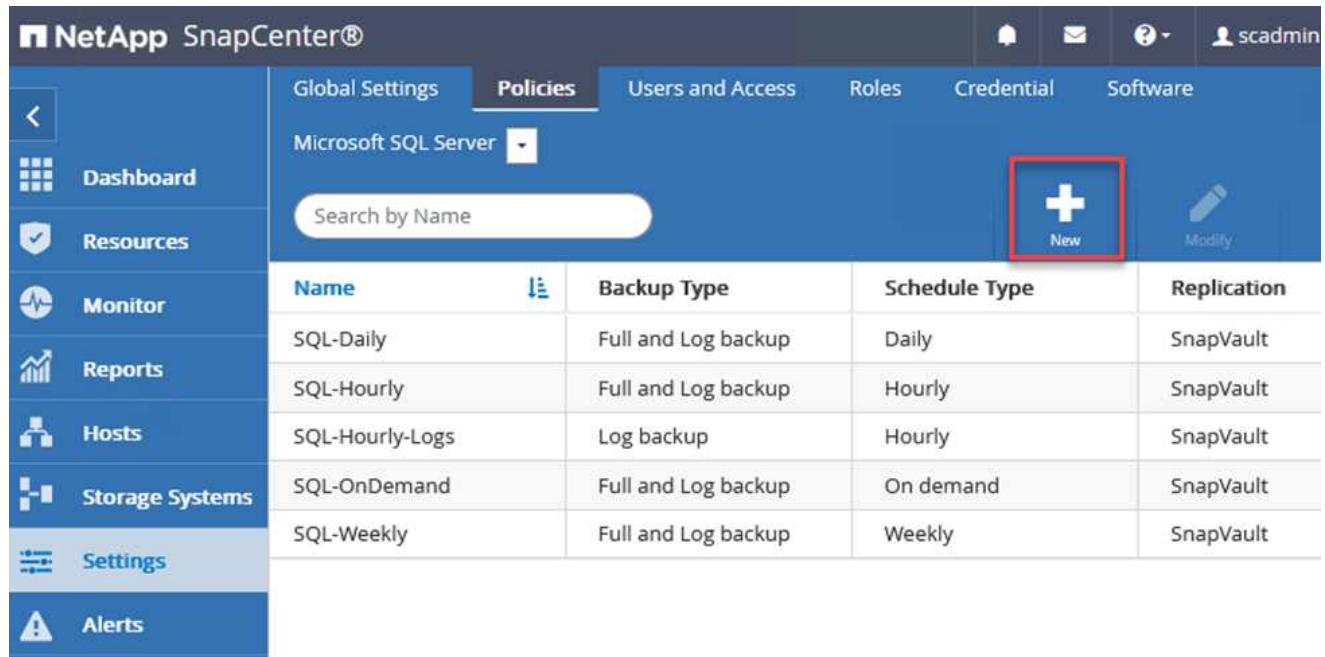 NetApp SnapCenter®
scadmin
Global Settings Policies Users and Access Roles Credential Software
Microsoft SQL Server
Search by Name
New
Modify
Dashboard
Resources
Monitor
Reports
Hosts
Storage Systems
Settings
Alerts
Name Backup Type Schedule Type Replication
SQL-Daily Full and Log backup Daily SnapVault
SQL-Hourly Full and Log backup Hourly SnapVault
SQL-Hourly-Logs Log backup Hourly SnapVault
SQL-OnDemand Full and Log backup On demand SnapVault
SQL-Weekly Full and Log backup Weekly SnapVault